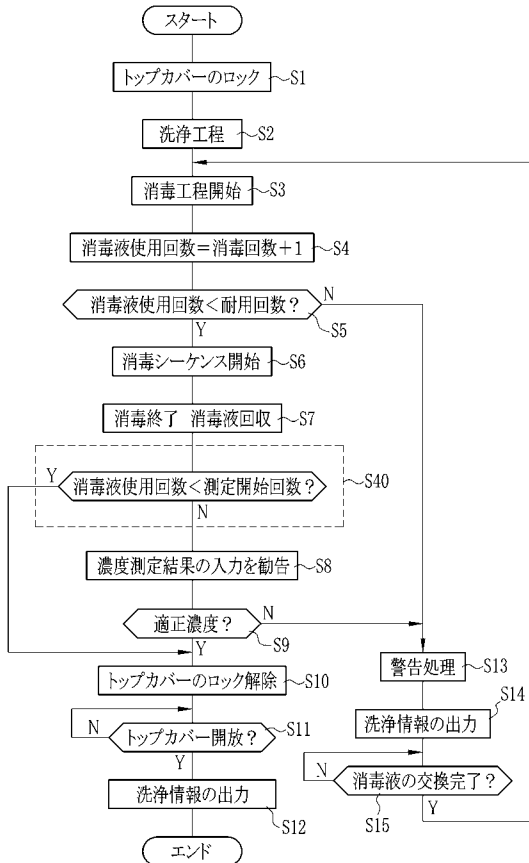 スタート
トップカバーのロック S1
洗浄工程 S2
消毒工程開始 S3
消毒液使用回数=消毒回数+1 S4
消毒液使用回数<耐用回数? N
Y S5
消毒シーケンス開始 S6
消毒終了 消毒液回収 S7
Y 消毒液使用回数<測定開始回数? S40
N
濃度測定結果の入力を勧告 S8
適正濃度? N
Y S9
トップカバーのロック解除 S10
N トップカバー開放? S11
Y
洗浄情報の出力
S12
エンド
警告処理 S13
洗浄情報の出力 S14
N 消毒液の交換完了?
S15 Y